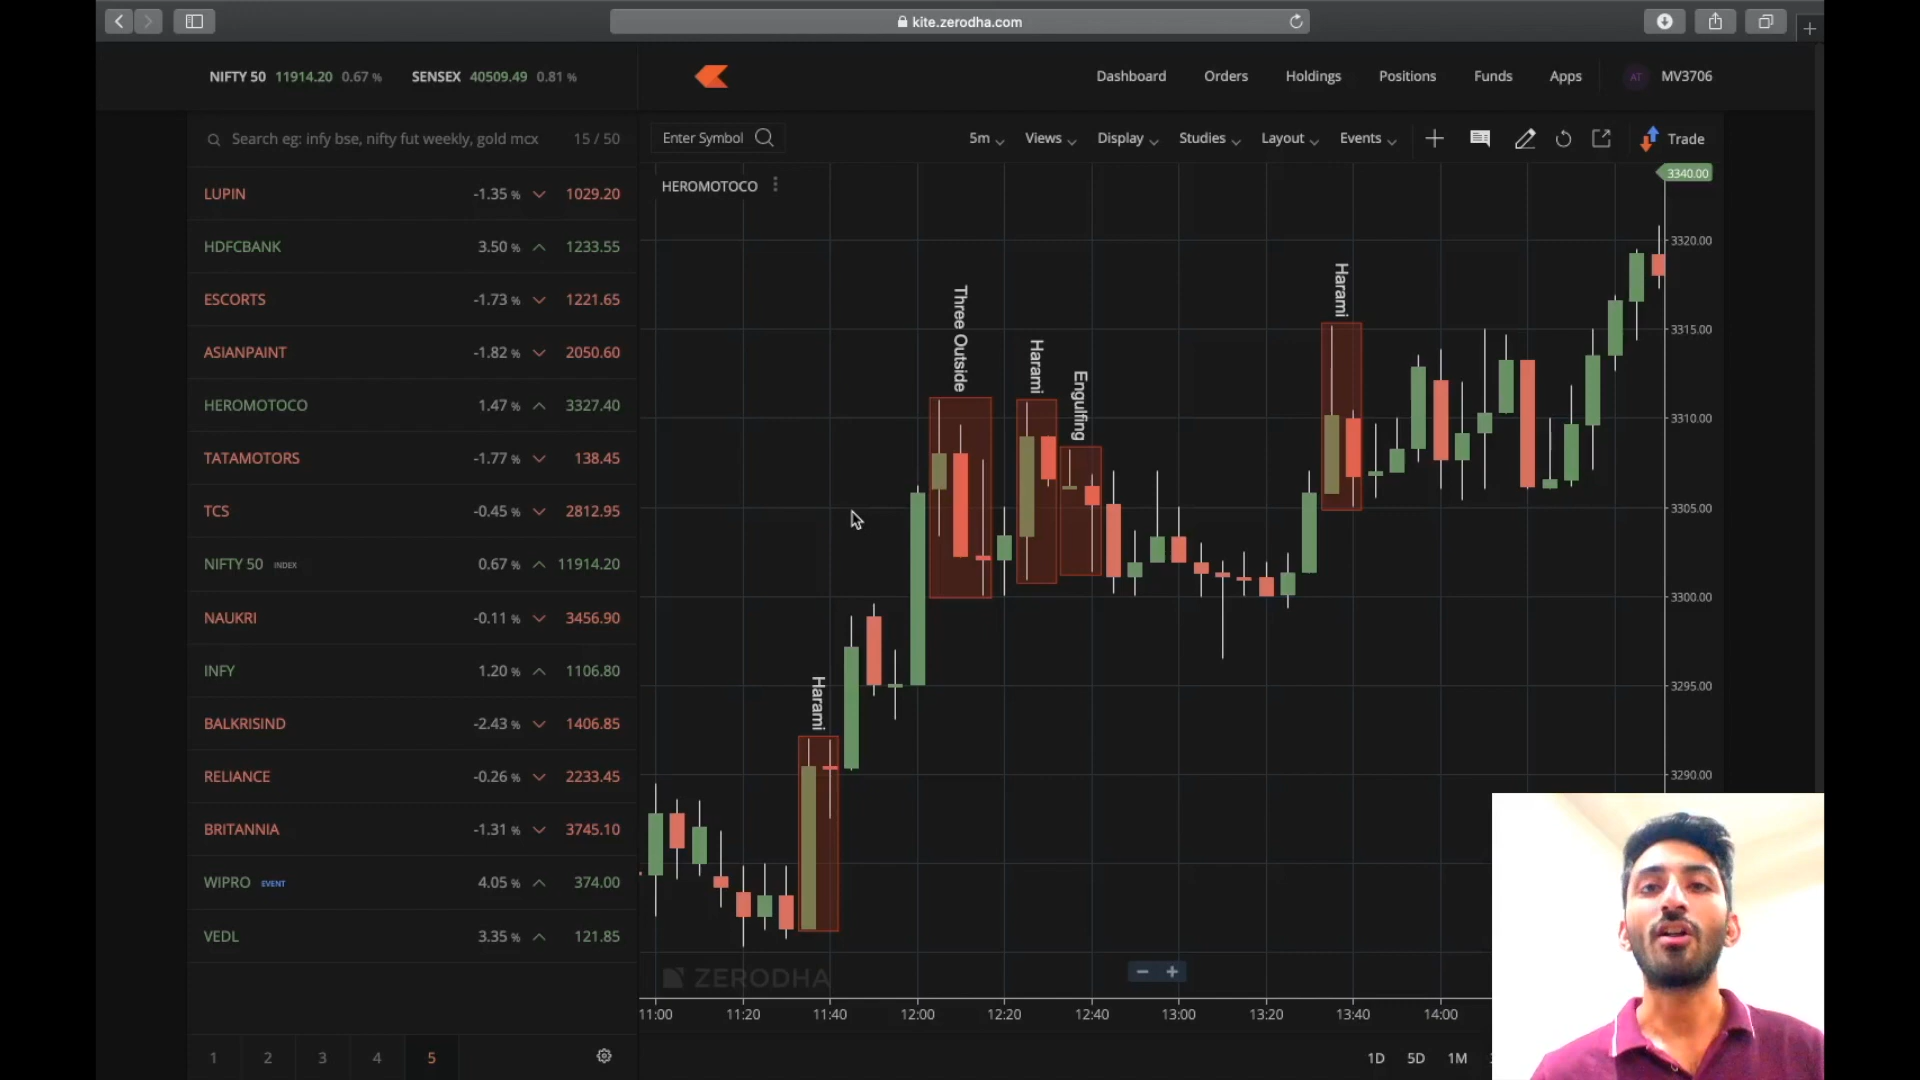 kite.zerodha.com
NIFTY 50 11914.20 0.67 % SENSEX 40509.49 0.81 %
Dashboard Orders Holdings Positions Funds Apps AT MV3706
Search eg: infy bse, nifty fut weekly, gold mcx 15 / 50
Enter Symbol 5m Views Display Studies Layout Events Trade
HEROMOTOCO
LUPIN -1.35 % 1029.20
HDFCBANK 3.50 % 1233.55
ESCORTS -1.73 % 1221.65
ASIANPAINT -1.82 % 2050.60
HEROMOTOCO 1.47 % 3327.40
TATAMOTORS -1.77 % 138.45
TCS -0.45 % 2812.95
NIFTY 50 INDEX 0.67 % 11914.20
NAUKRI -0.11 % 3456.90
INFY 1.20 % 1106.80
BALKRISIND -2.43 % 1406.85
RELIANCE -0.26 % 2233.45
BRITANNIA -1.31 % 3745.10
WIPRO EVENT 4.05 % 374.00
VEDL 3.35 % 121.85
1 2 3 4 5
Harami
Three Outside
Harami
Engulfing
Harami
3340.00
3320.00
3315.00
3310.00
3305.00
3300.00
3295.00
3290.00
ZERODHA
11:00 11:20 11:40 12:00 12:20 12:40 13:00 13:20 13:40 14:00
1D 5D 1M